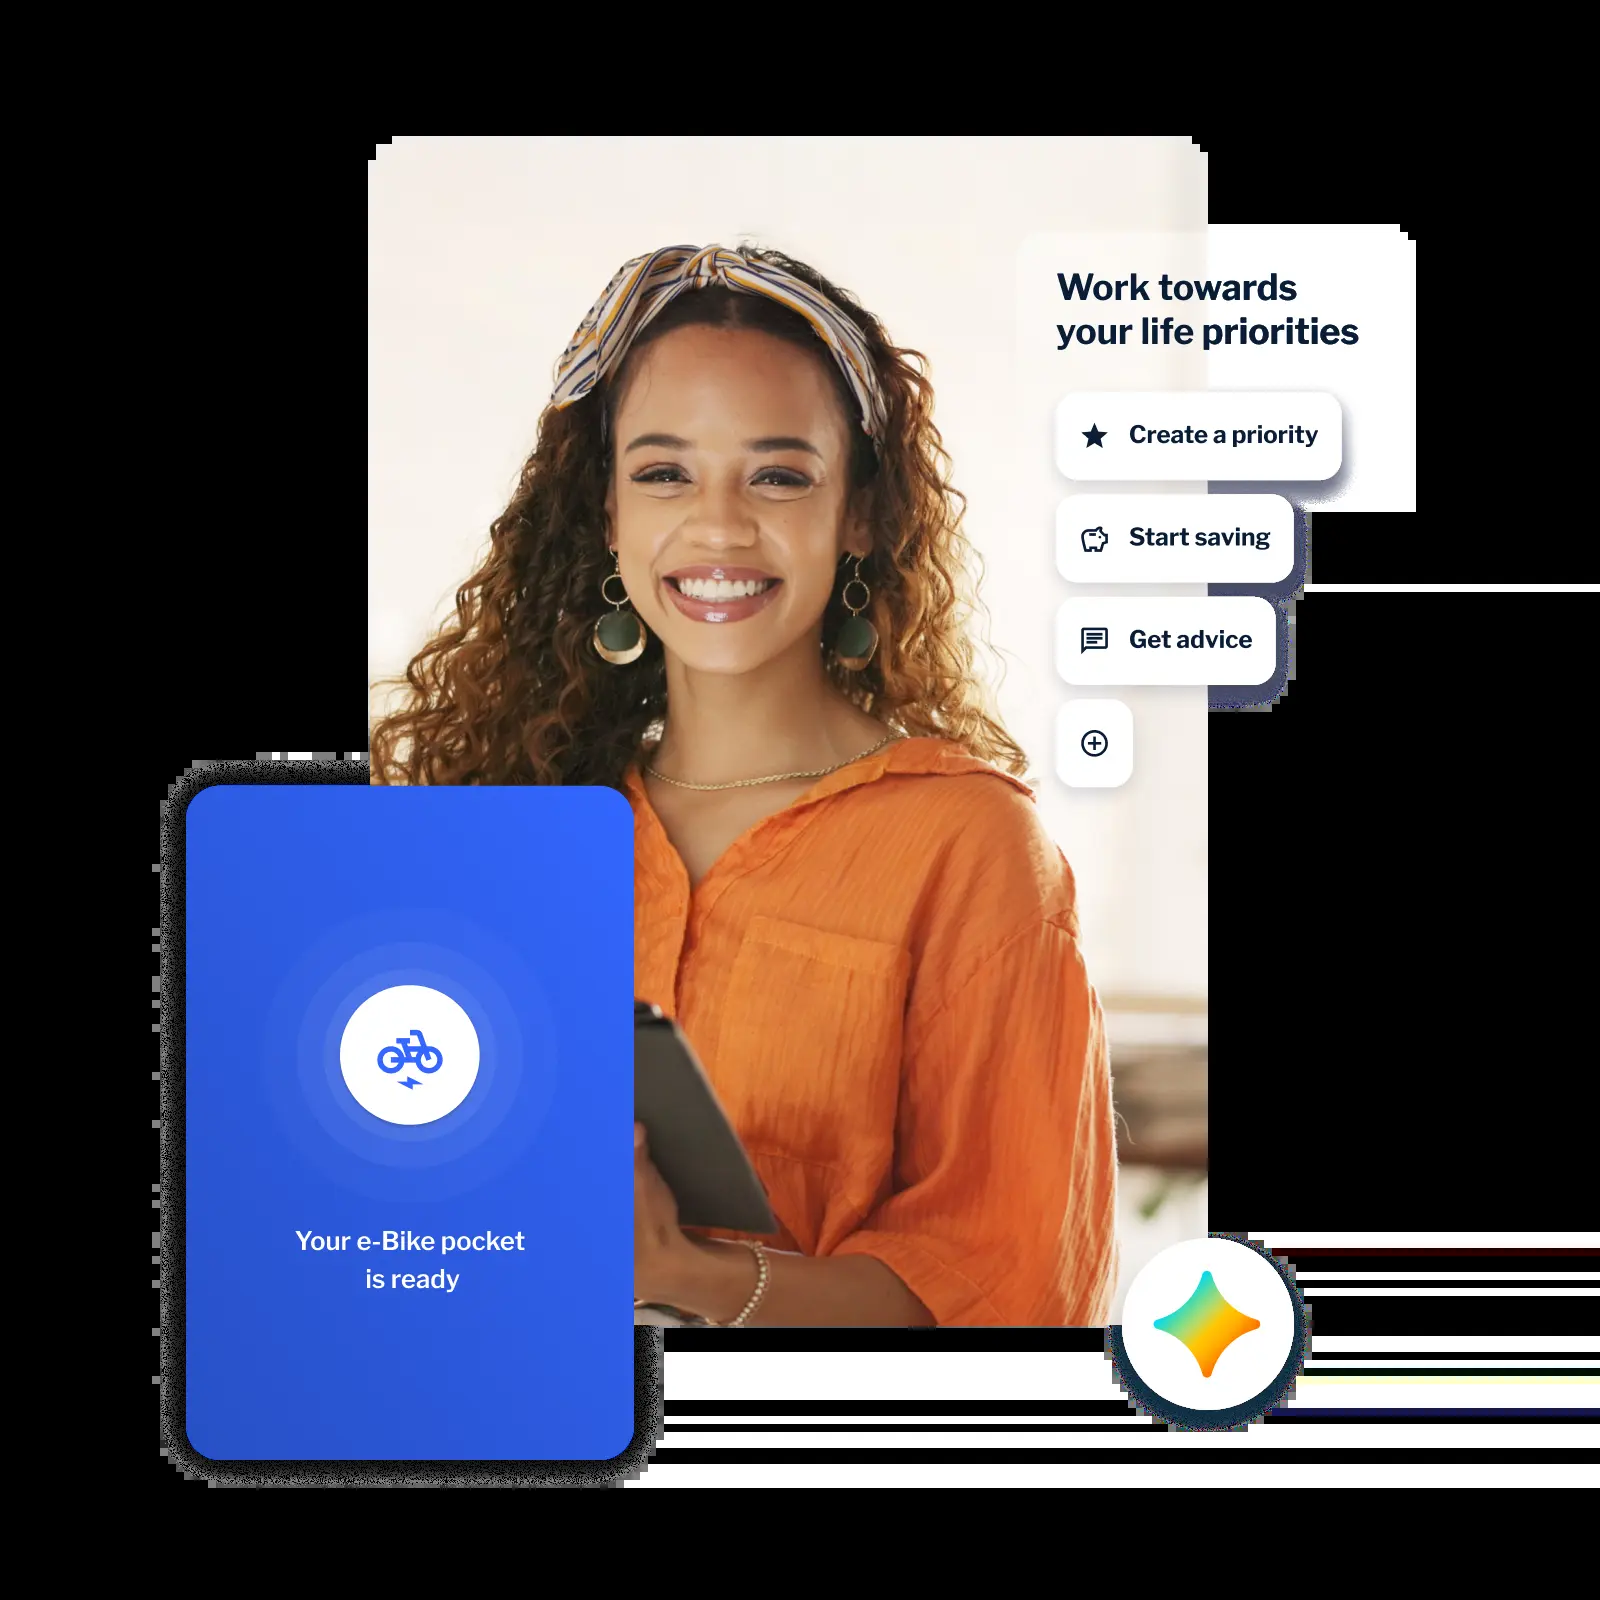 Work towards
your life priorities
Create a priority
Start saving
Get advice
Your e-Bike pocket
is ready